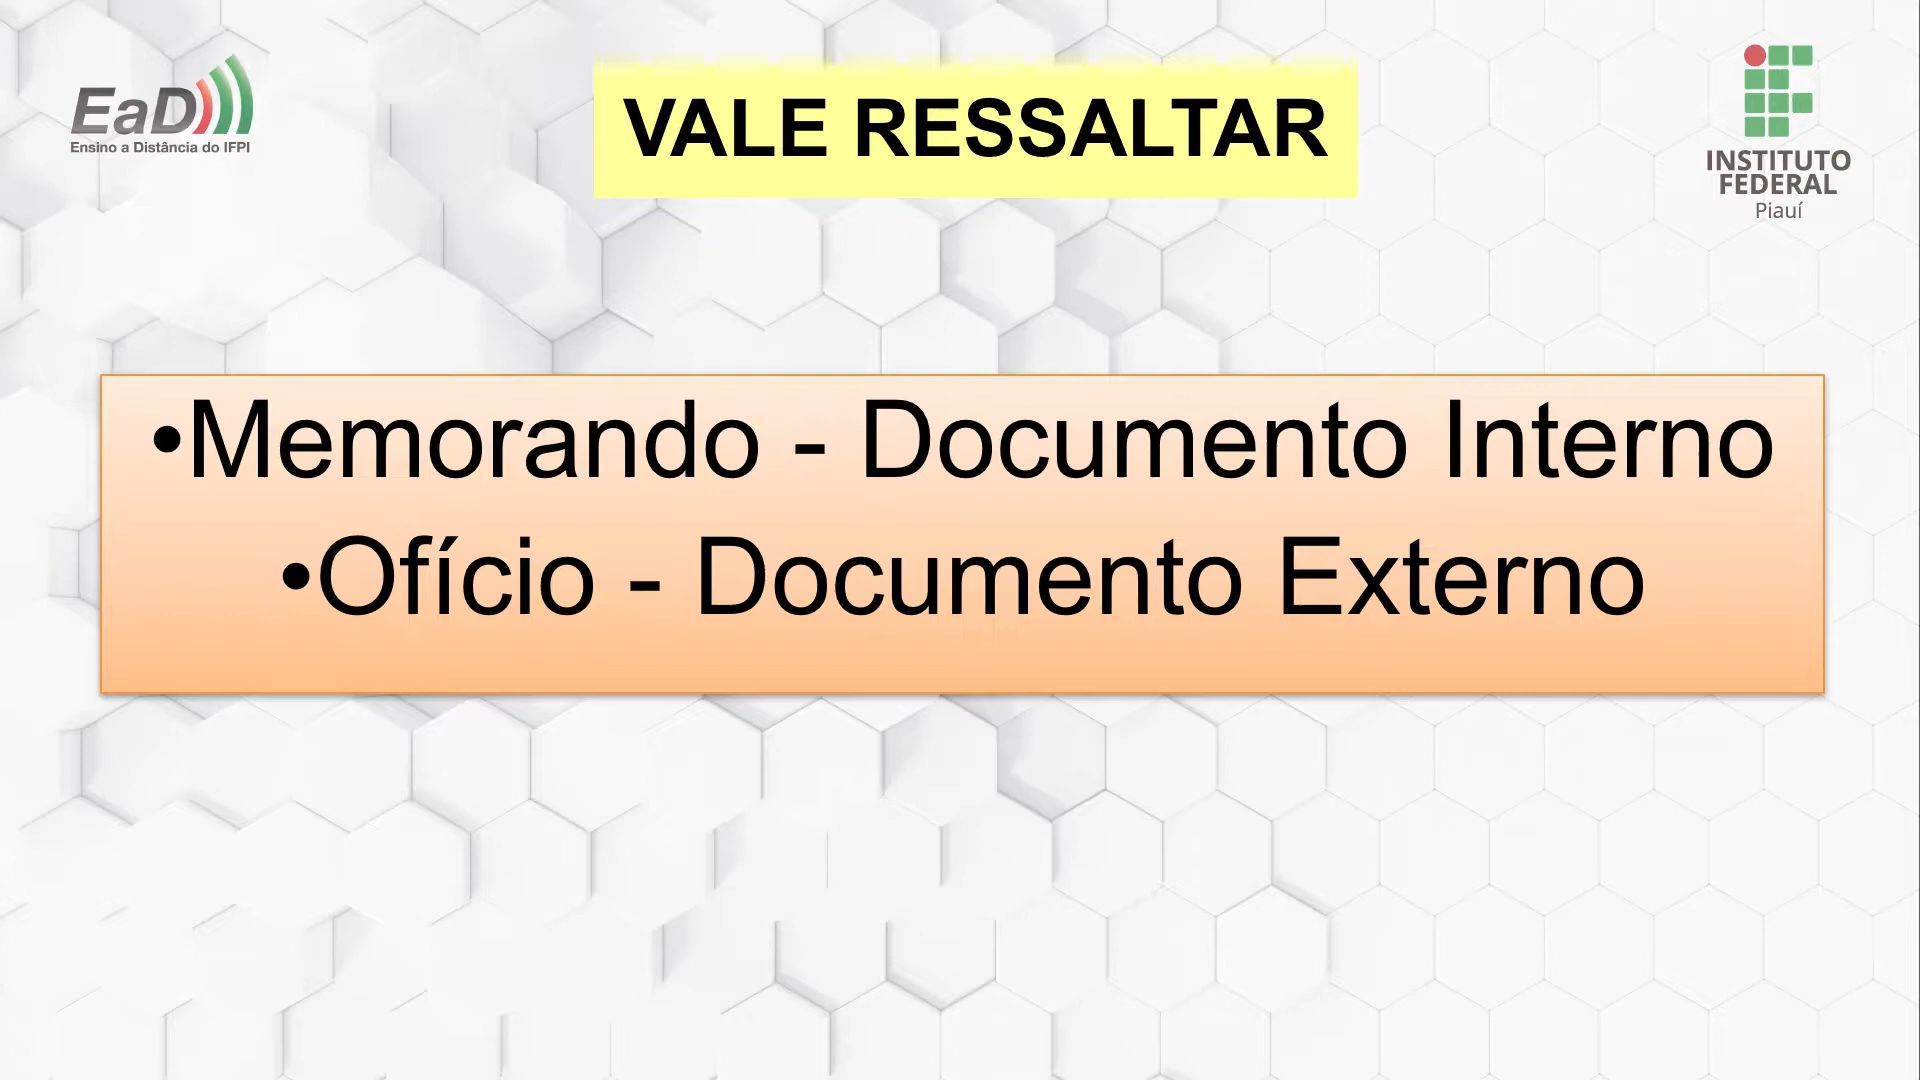 EaD
Ensino a Distância do IFPI
VALE RESSALTAR
INSTITUTO
FEDERAL
Piauí
•Memorando - Documento Interno
•Ofício - Documento Externo